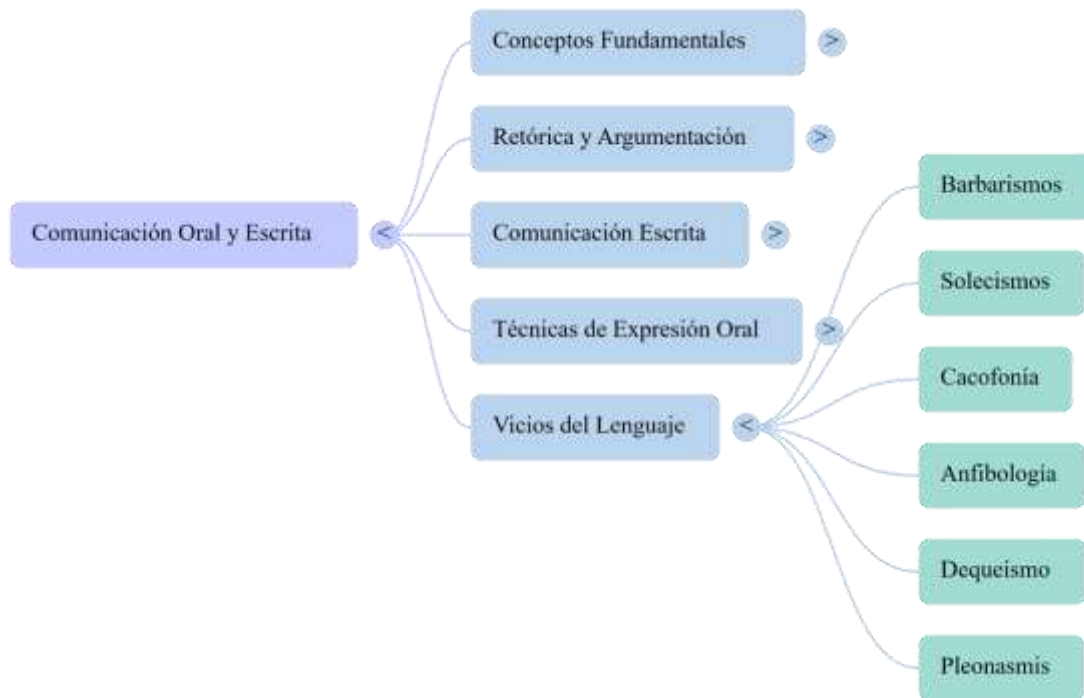 Comunicación Oral y Escrita
<
Conceptos Fundamentales
>
Retórica y Argumentación
>
Comunicación Escrita
>
Técnicas de Expresión Oral
>
Vicios del Lenguaje
<
Barbarismos
Solecismos
Cacofonía
Anfibología
Dequeismo
Pleonasmis